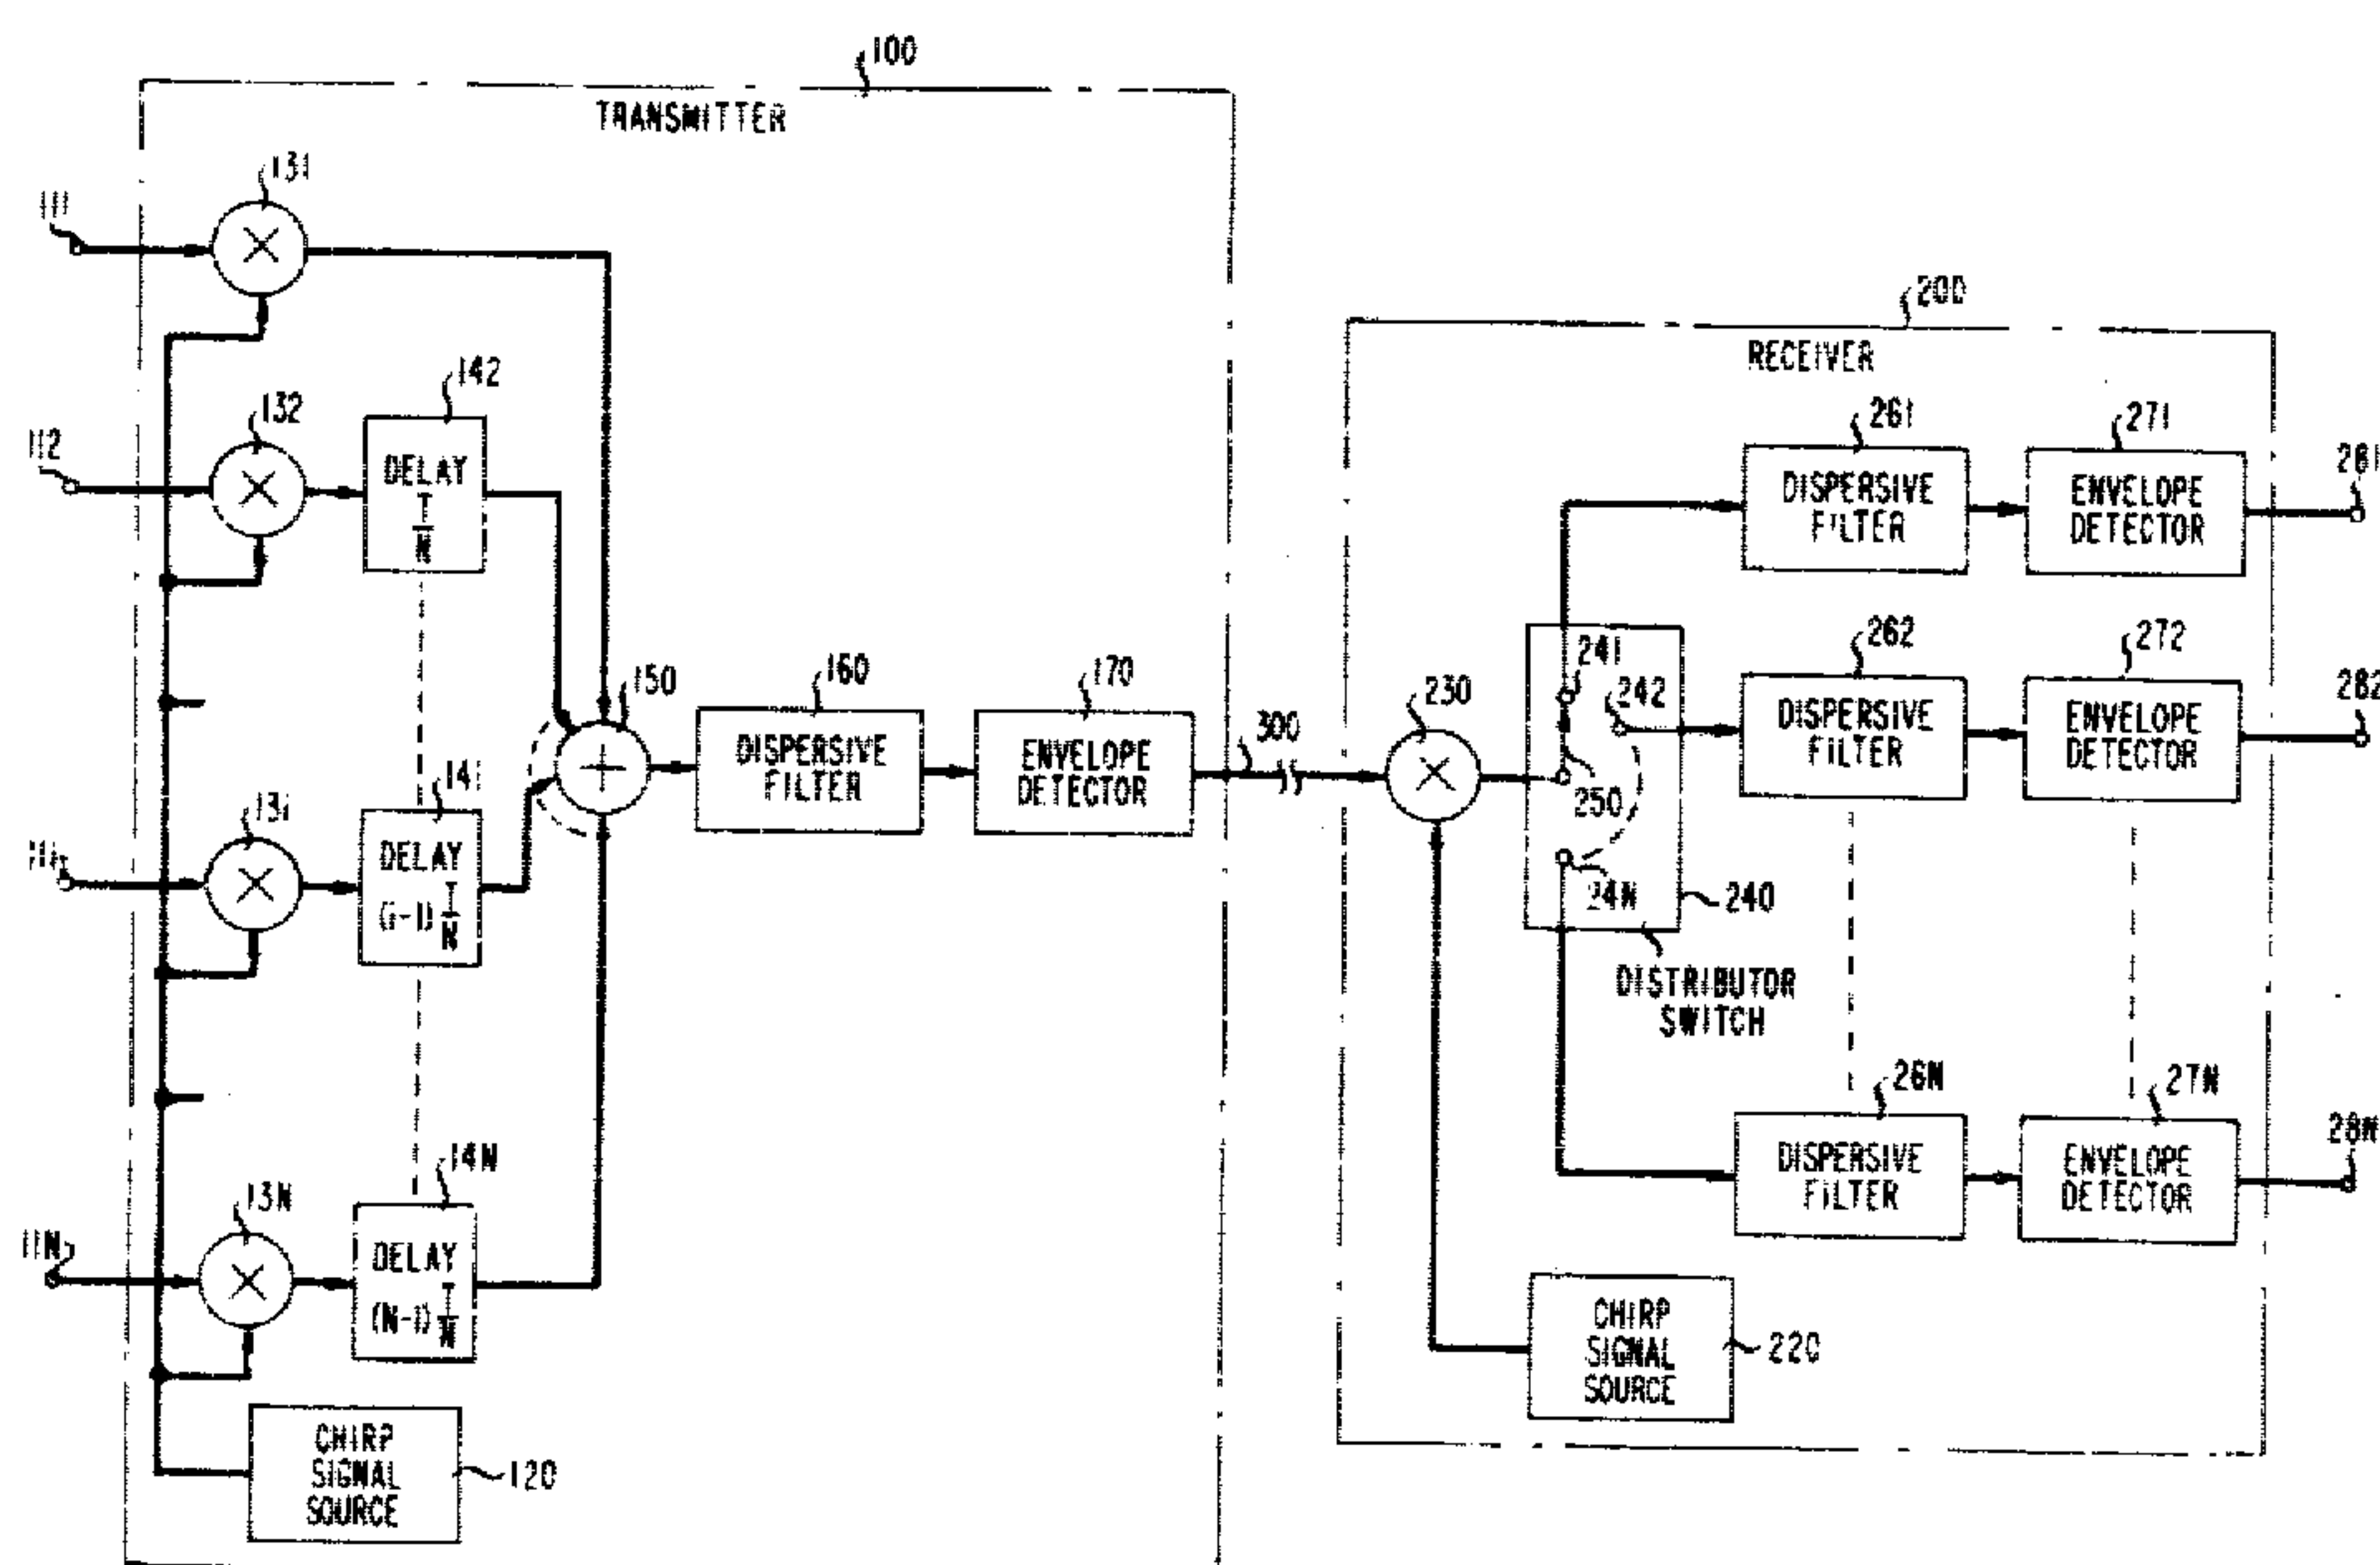 100
TRANSMITTER
111
131
112
132
142
DELAY
T
N
13i
14i
DELAY
(i-1) T
N
11N
13N
14N
DELAY
(N-1) T
N
CHIRP
SIGNAL
SOURCE
120
150
160
DISPERSIVE
FILTER
170
ENVELOPE
DETECTOR
300
200
RECEIVER
230
241
242
250
24N
240
DISTRIBUTOR
SWITCH
261
DISPERSIVE
FILTER
271
ENVELOPE
DETECTOR
281
262
DISPERSIVE
FILTER
272
ENVELOPE
DETECTOR
282
26N
DISPERSIVE
FILTER
27N
ENVELOPE
DETECTOR
28N
CHIRP
SIGNAL
SOURCE
220